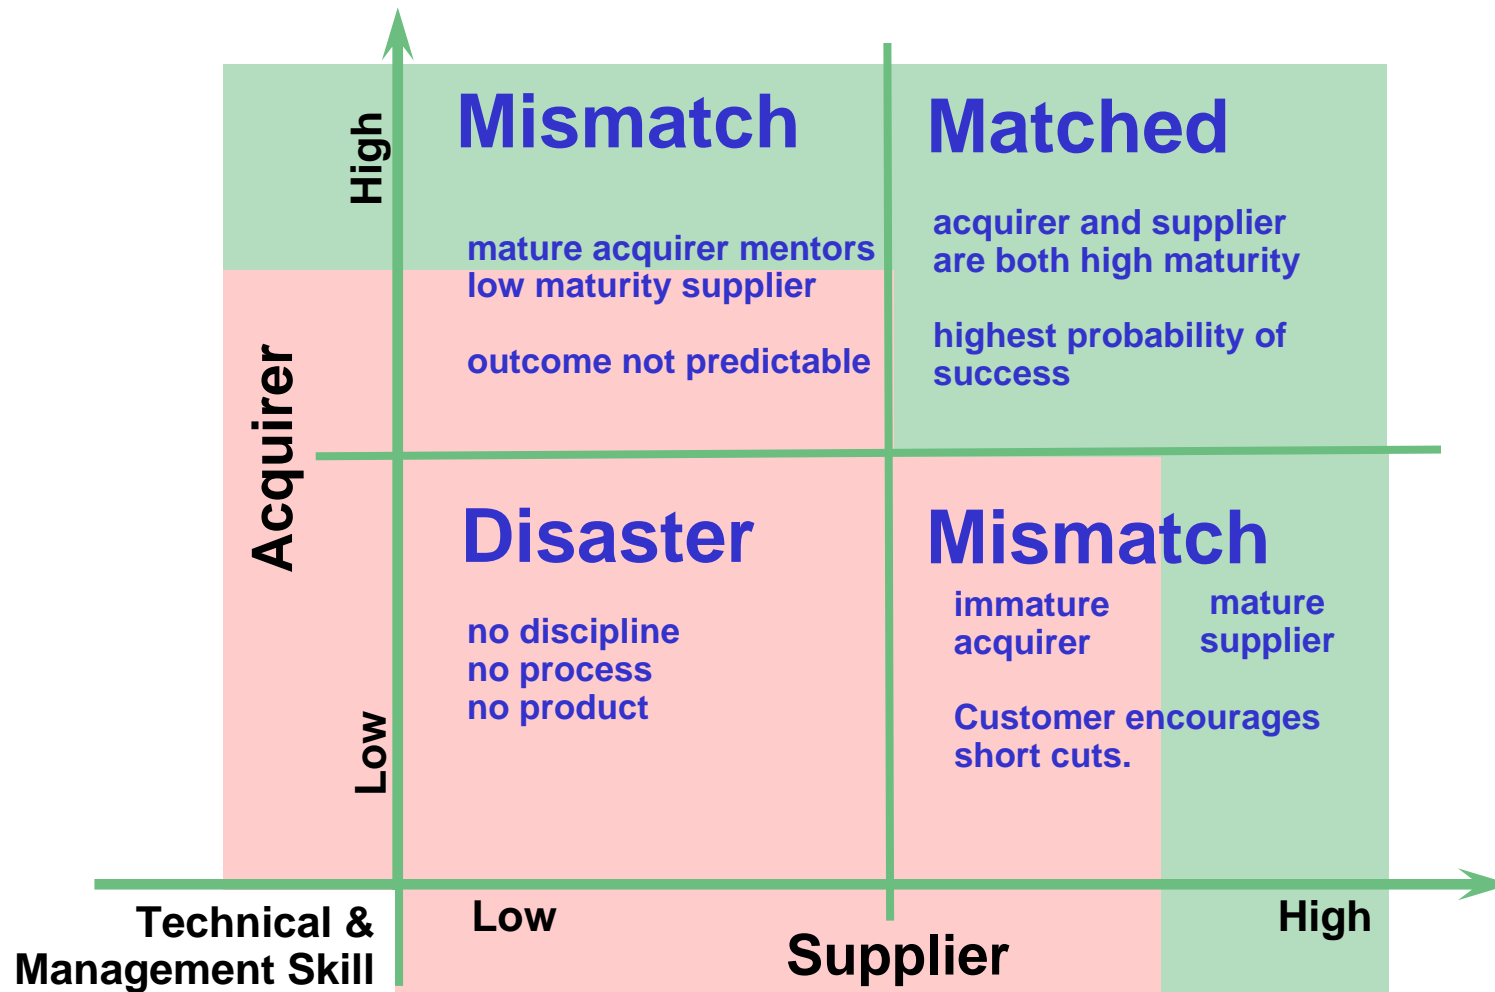 High
Mismatch
mature acquirer mentors
low maturity supplier
outcome not predictable
Matched
acquirer and supplier
are both high maturity
highest probability of
success
Acquirer
Disaster
no discipline
no process
no product
Mismatch
immature
acquirer
mature
supplier
Customer encourages
short cuts.
Low
Technical &
Management Skill
Low
Supplier
High